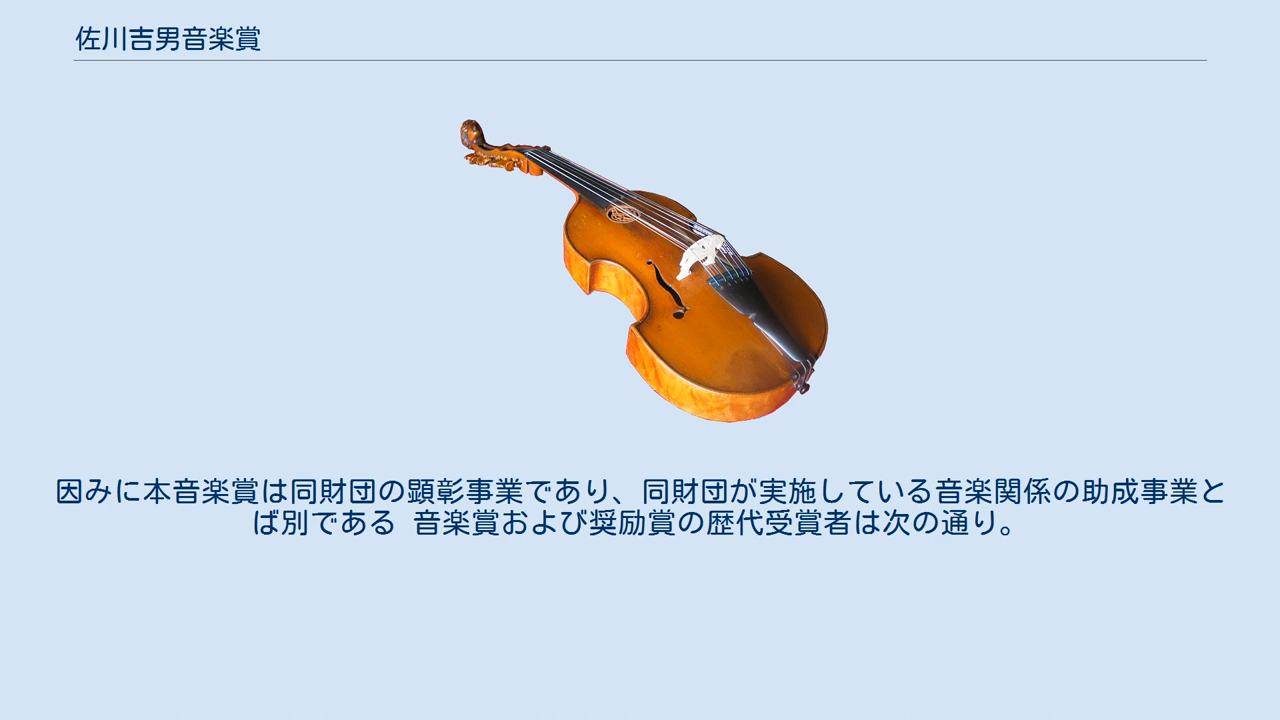 佐川吉男音楽賞
因みに本音楽賞は同財団の顕彰事業であり、同財団が実施している音楽関係の助成事業と
ば別である 音楽賞および奨励賞の歴代受賞者は次の通り。